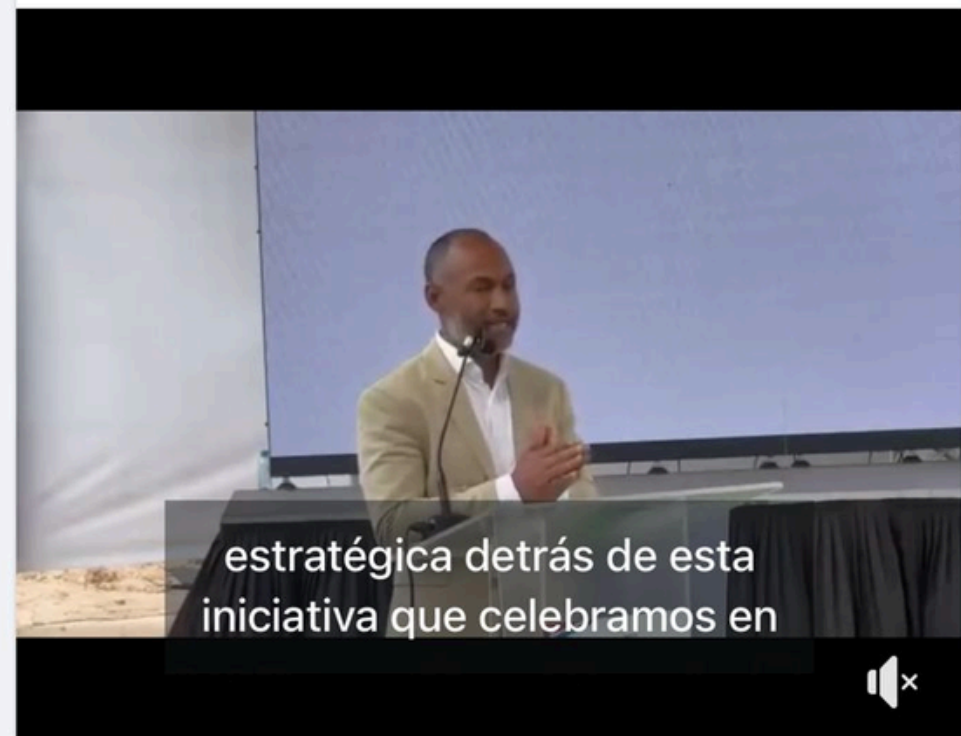 estratégica detrás de esta
iniciativa que celebramos en